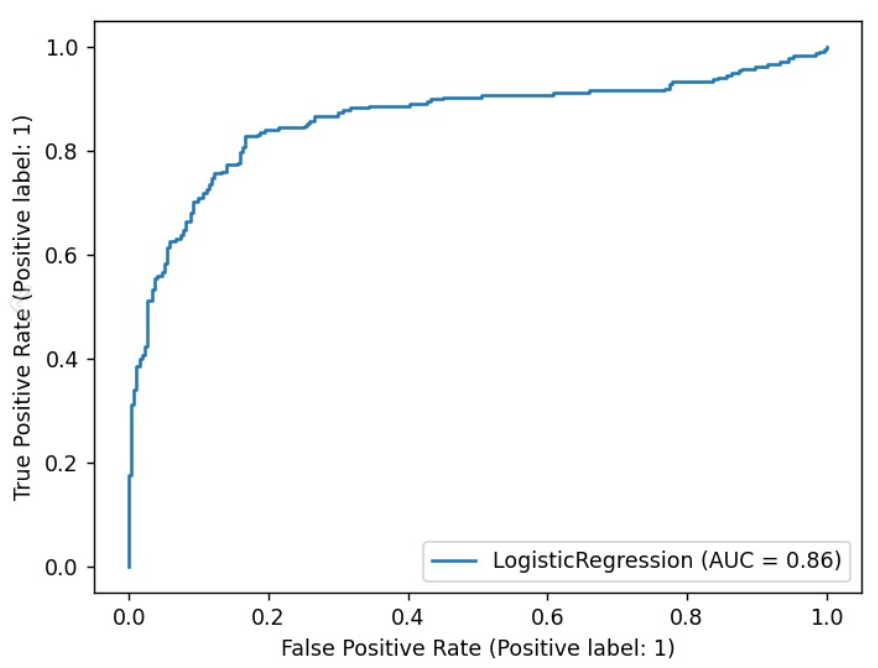 1.0
0.8
0.6
0.4
0.2
0.0
True Positive Rate (Positive label: 1)
LogisticRegression (AUC = 0.86)
0.0 0.2 0.4 0.6 0.8 1.0
False Positive Rate (Positive label: 1)